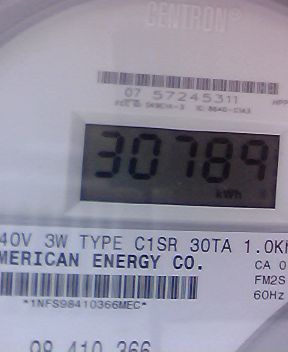 CENTRON®
07 57245311
30789
kWh
40V 3W TYPE C1SR 30TA 1.0K
MERICAN ENERGY CO.
CA 0
FM2S
60Hz
*1NFS98410366MEC*
98 410 366